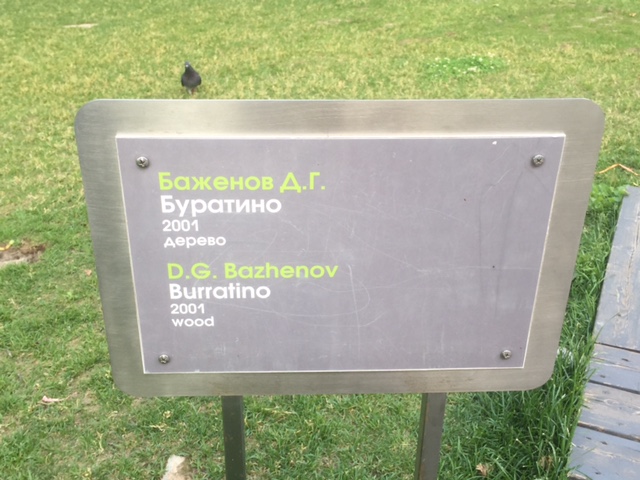 Баженов Д.Г.
Буратино
2001
дерево
D.G. Bazhenov
Burratino
2001
wood